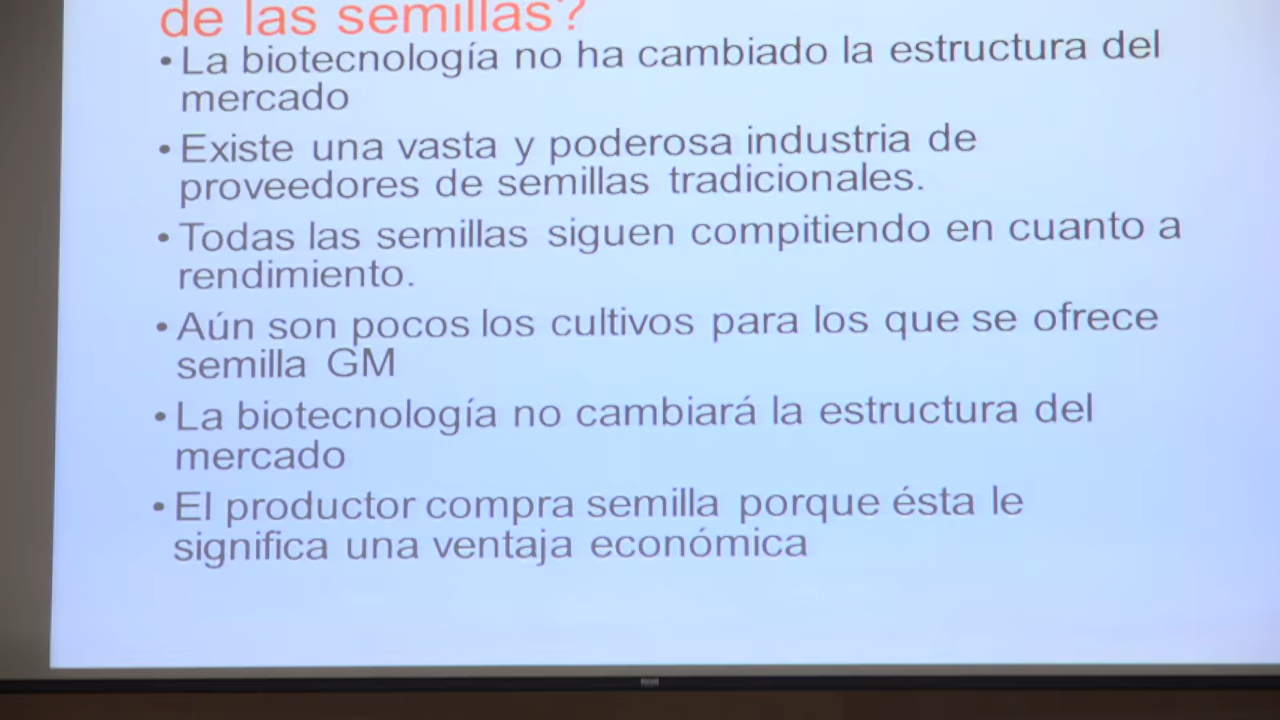 de las semillas?
• La biotecnología no ha cambiado la estructura del
mercado
• Existe una vasta y poderosa industria de
proveedores de semillas tradicionales.
• Todas las semillas siguen compitiendo en cuanto a
rendimiento.
• Aún son pocos los cultivos para los que se ofrece
semilla GM
• La biotecnología no cambiará la estructura del
mercado
• El productor compra semilla porque ésta le
significa una ventaja económica